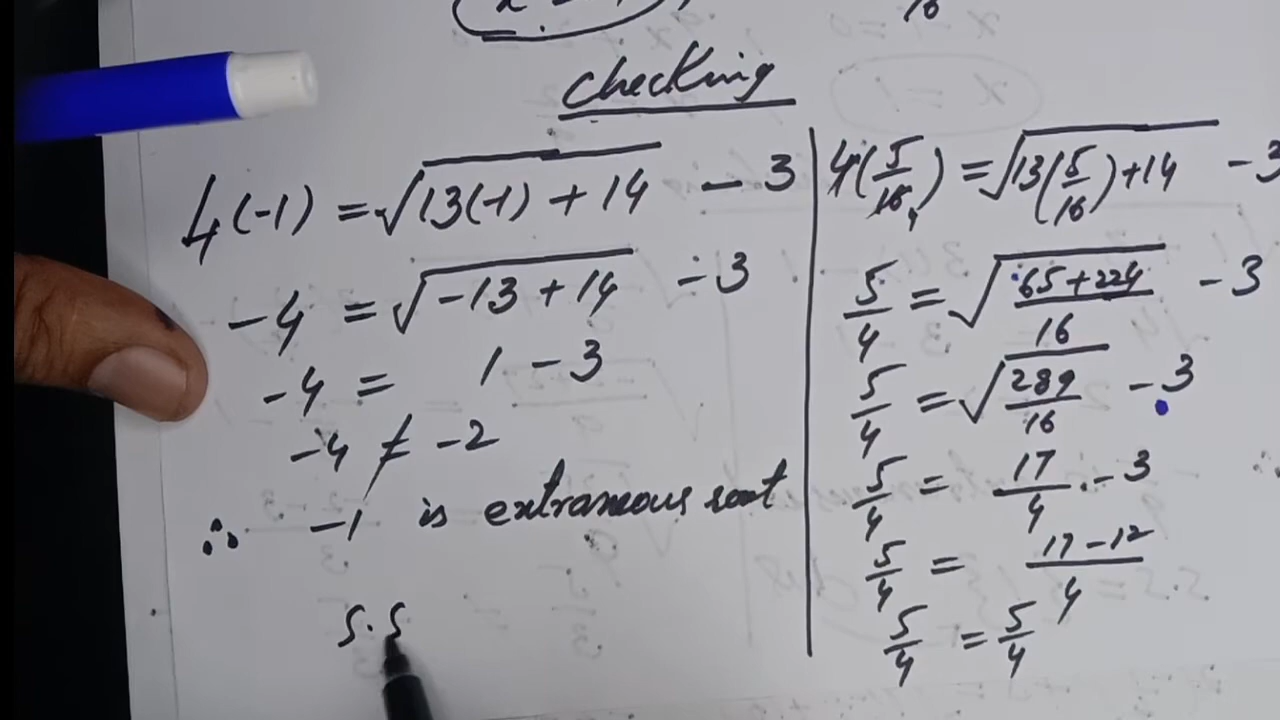 16
Checking
4(-1) = √13(-1) + 14 - 3
-4 = √-13 + 14 - 3
-4 = 1 - 3
-4 ≠ -2
∴ -1 is extraneous root
S.S
4(5/16) = √13(5/16) + 14 - 3
5/4 = √65+224/16 - 3
5/4 = √289/16 - 3
5/4 = 17/4 - 3
5/4 = 17-12/4
5/4 = 5/4